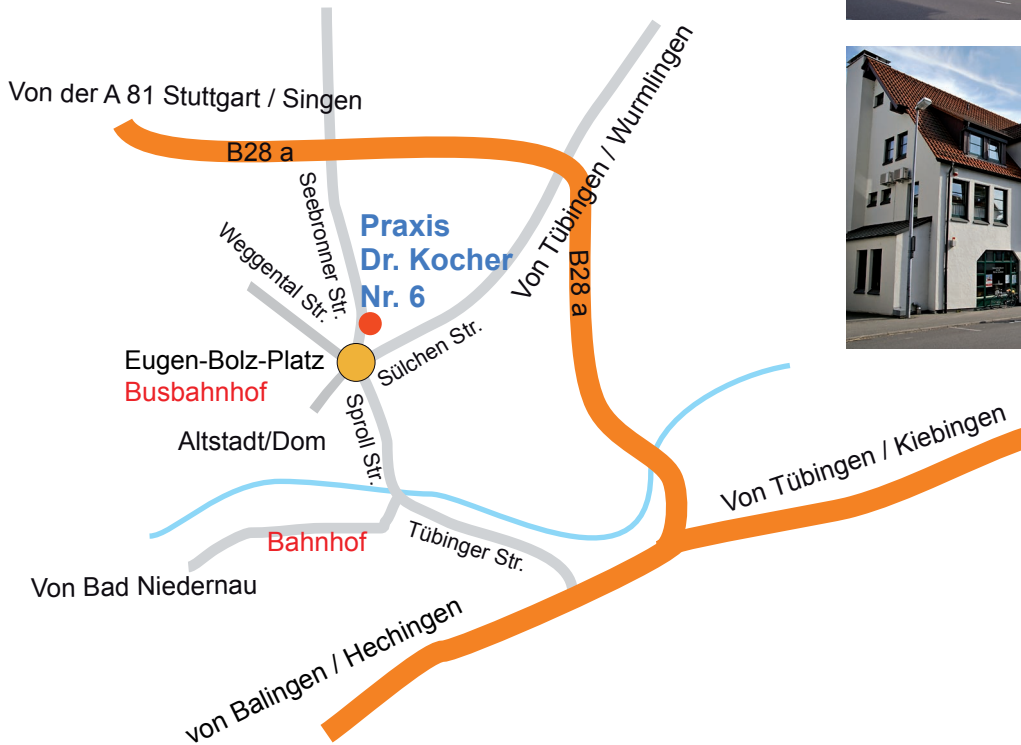 Von der A 81 Stuttgart / Singen
B28 a
Seebronner Str.
Weggental Str.
Praxis
Dr. Kocher
Nr. 6
Von Tübingen / Wurmlingen
B28 a
Eugen-Bolz-Platz
Busbahnhof
Sülchen Str.
Altstadt/Dom
Sproll Str.
Von Tübingen / Kiebingen
Bahnhof
Tübinger Str.
Von Bad Niedernau
von Balingen / Hechingen